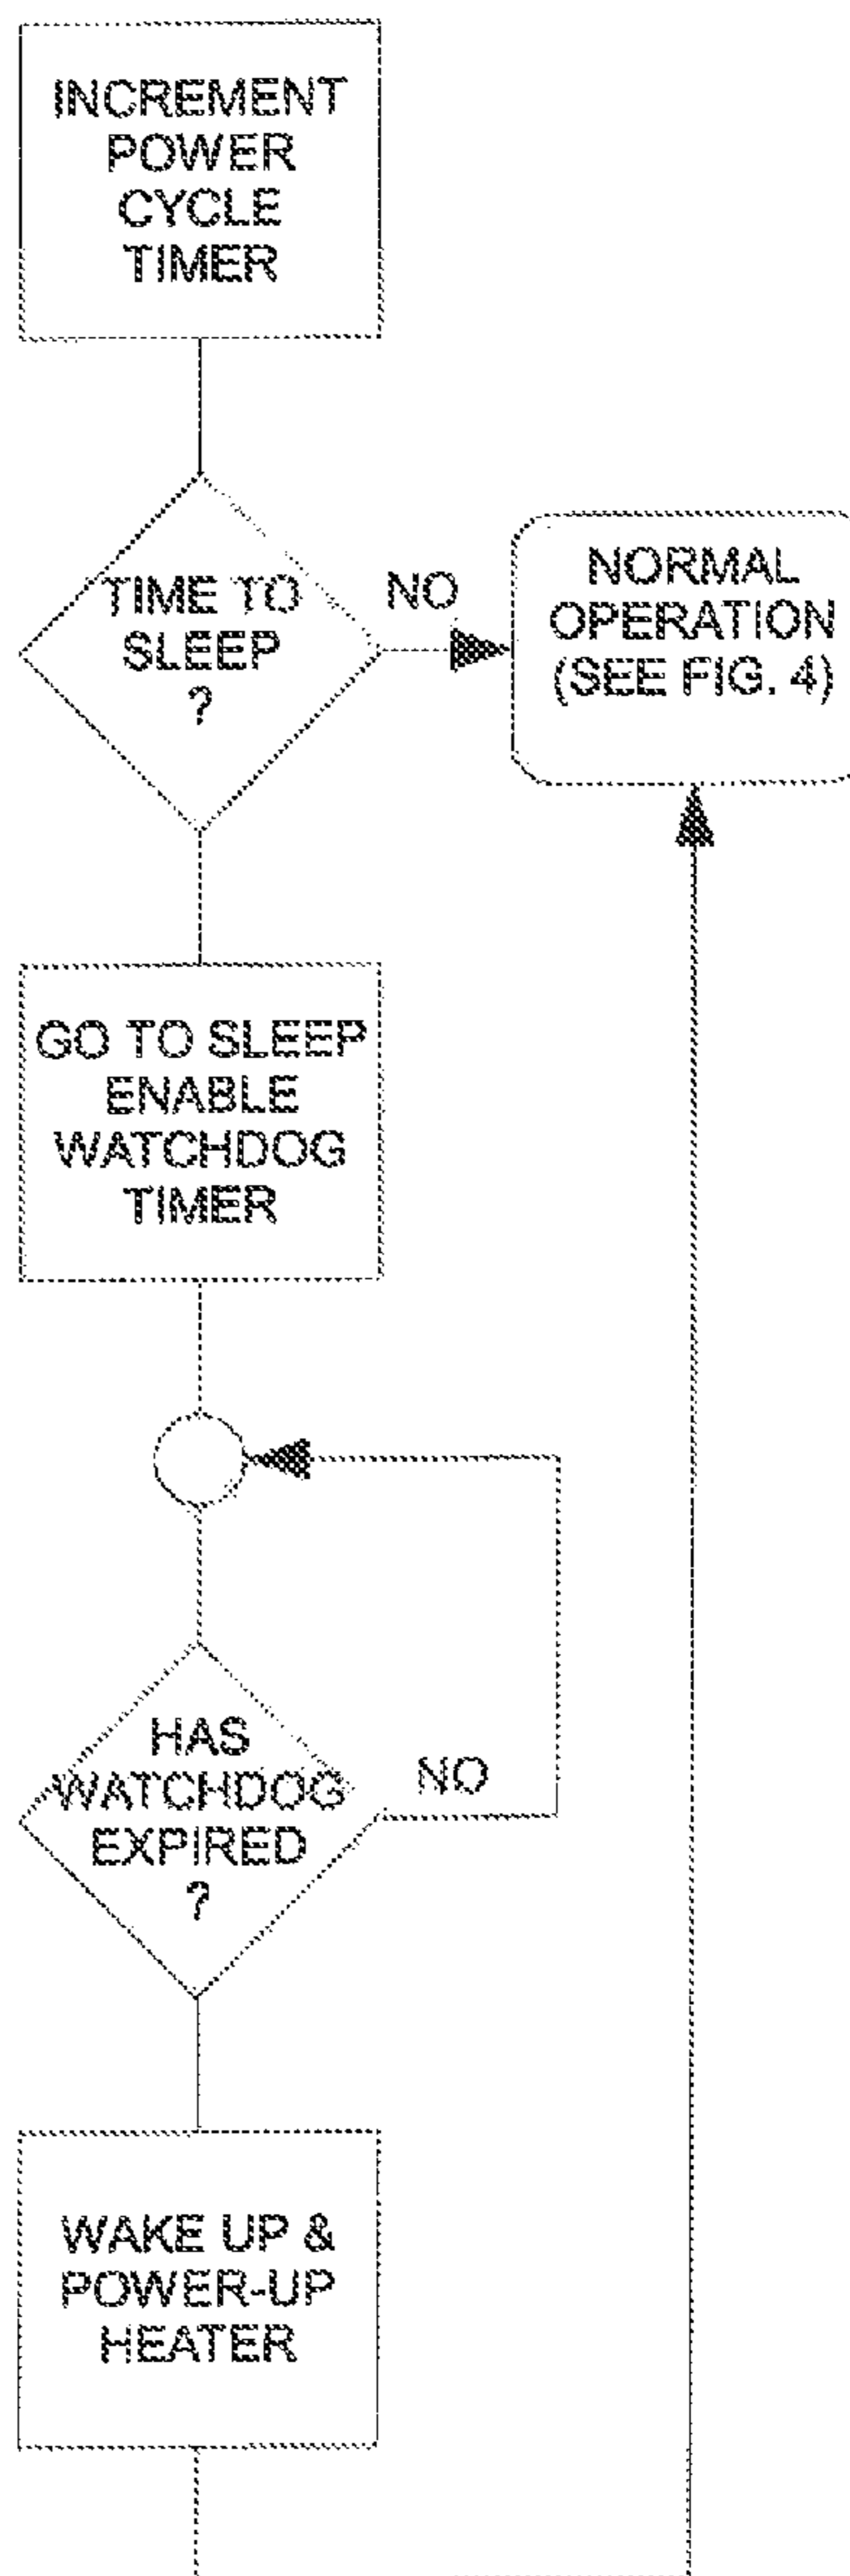 INCREMENT
POWER
CYCLE
TIMER
TIME TO
SLEEP
?
NO
NORMAL
OPERATION
(SEE FIG. 4)
GO TO SLEEP
ENABLE
WATCHDOG
TIMER
HAS
WATCHDOG
EXPIRED
?
NO
WAKE UP &
POWER-UP
HEATER